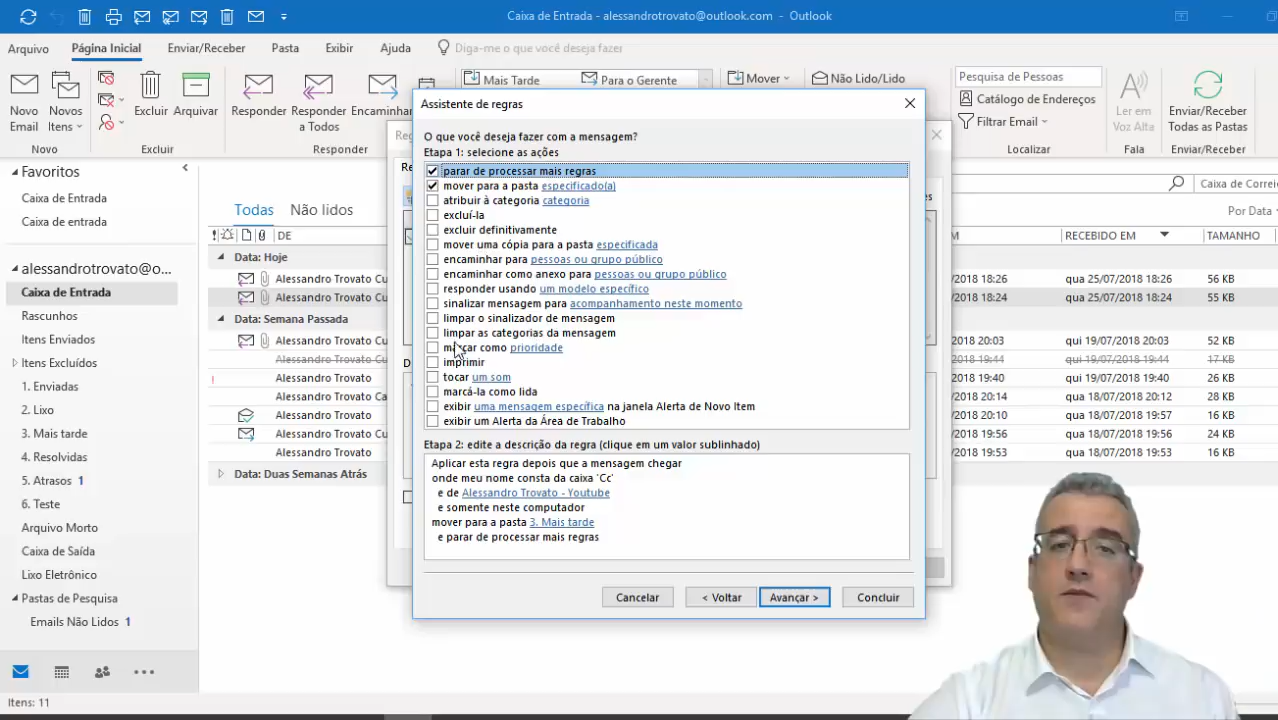 Caixa de Entrada - alessandrotrovato@outlook.com - Outlook
Arquivo Página Inicial Enviar/Receber Pasta Exibir Ajuda Diga-me o que você deseja fazer
Novo Email
Novos Itens
Excluir
Arquivar
Responder
Responder a Todos
Encaminhar
Mais Tarde
Para o Gerente
Mover
Não Lido/Lido
Pesquisa de Pessoas
Catálogo de Endereços
Filtrar Email
Ler em Voz Alta
Enviar/Receber Todas as Pastas
Novo Excluir Responder Localizar Fala Enviar/Receber
Favoritos
Caixa de Entrada
Caixa de entrada
alessandrotrovato@o...
Caixa de Entrada
Rascunhos
Itens Enviados
Itens Excluídos
1. Enviadas
2. Lixo
3. Mais tarde
4. Resolvidas
5. Atrasos 1
6. Teste
Arquivo Morto
Caixa de Saída
Lixo Eletrônico
Pastas de Pesquisa
Emails Não Lidos 1
Itens: 11
Todas Não lidos
DE
Data: Hoje
Alessandro Trovato Cu
Alessandro Trovato Cu
Data: Semana Passada
Alessandro Trovato Cu
Alessandro Trovato
Alessandro Trovato
Alessandro Trovato Ca
Alessandro Trovato
Alessandro Trovato
Alessandro Trovato
Data: Duas Semanas Atrás
Assistente de regras
O que você deseja fazer com a mensagem?
Etapa 1: selecione as ações
parar de processar mais regras
mover para a pasta especificado(a)
atribuir à categoria categoria
excluí-la
excluir definitivamente
mover uma cópia para a pasta especificada
encaminhar para pessoas ou grupo público
encaminhar como anexo para pessoas ou grupo público
responder usando um modelo específico
sinalizar mensagem para acompanhamento neste momento
limpar o sinalizador de mensagem
limpar as categorias da mensagem
marcar como prioridade
imprimir
tocar um som
marcá-la como lida
exibir uma mensagem específica na janela Alerta de Novo Item
exibir um Alerta da Área de Trabalho
Etapa 2: edite a descrição da regra (clique em um valor sublinhado)
Aplicar esta regra depois que a mensagem chegar
onde meu nome consta da caixa 'Cc'
e de Alessandro Trovato - Youtube
e somente neste computador
mover para a pasta 3. Mais tarde
e parar de processar mais regras
Cancelar < Voltar Avançar > Concluir
Caixa de Correi
Por Data
RECEBIDO EM TAMANHO
qua 25/07/2018 18:26 56 KB
qua 25/07/2018 18:24 55 KB
qui 19/07/2018 20:03 52 KB
qui 19/07/2018 19:44 17 KB
qui 19/07/2018 19:40 26 KB
qua 18/07/2018 20:12 28 KB
qua 18/07/2018 19:57 16 KB
qua 18/07/2018 19:56 24 KB
qua 18/07/2018 19:53 16 KB